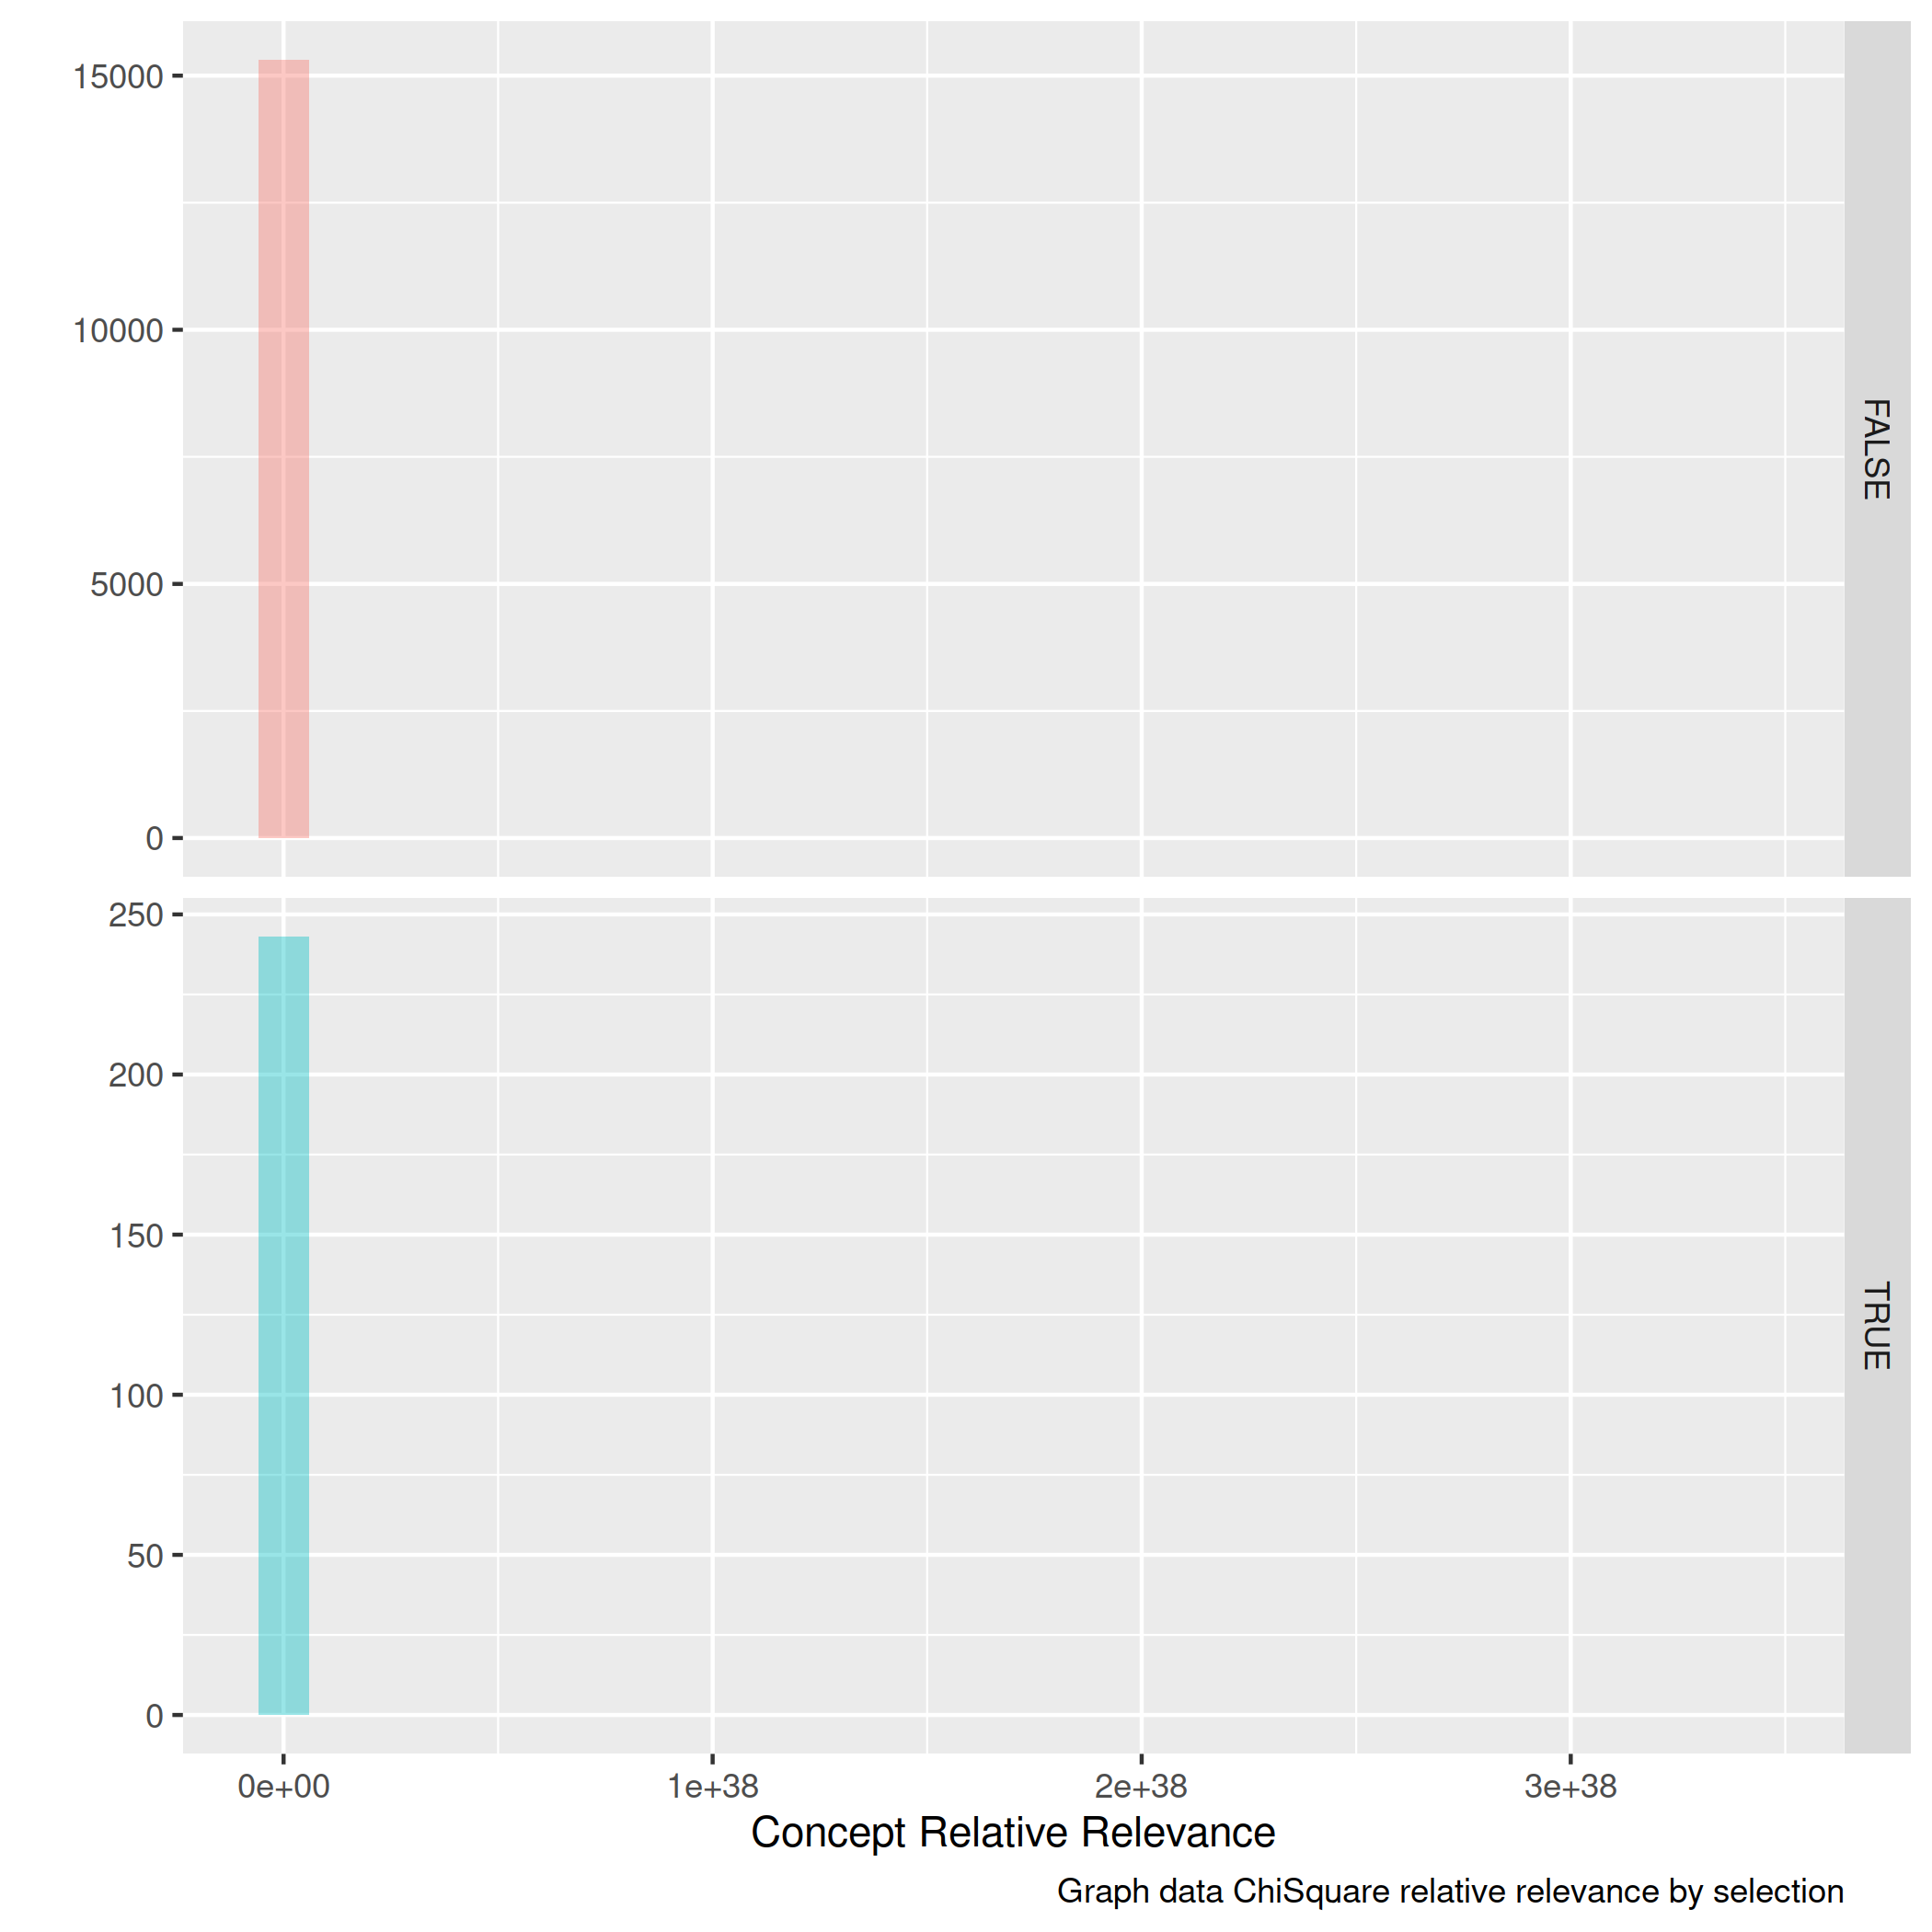 15000
10000
5000
0
FALSE
250
200
150
100
50
0
TRUE
0e+00 1e+38 2e+38 3e+38
Concept Relative Relevance
Graph data ChiSquare relative relevance by selection